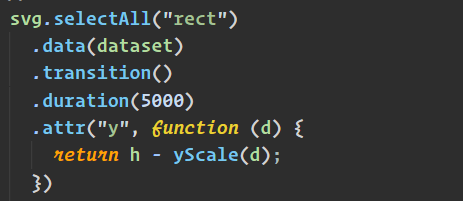 svg.selectAll("rect")
.data(dataset)
.transition()
.duration(5000)
.attr("y", function (d) {
return h - yScale(d);
})